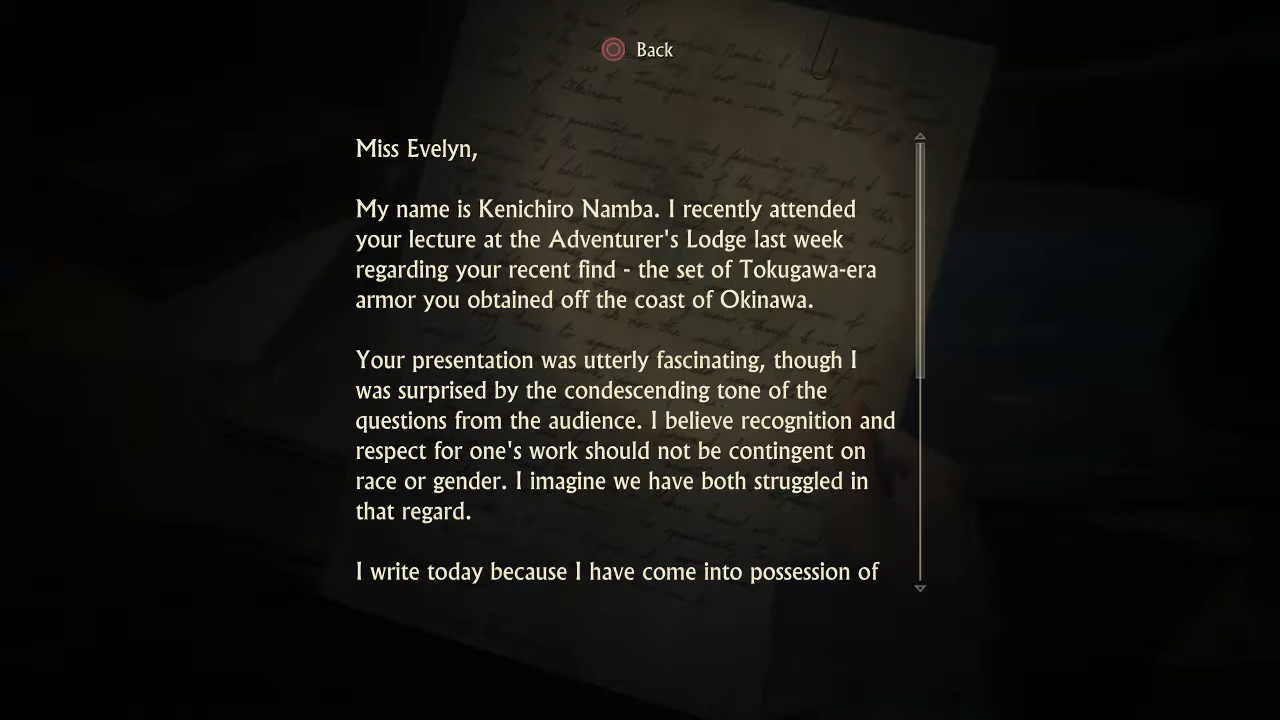 Back
Miss Evelyn,
My name is Kenichiro Namba. I recently attended
your lecture at the Adventurer's Lodge last week
regarding your recent find - the set of Tokugawa-era
armor you obtained off the coast of Okinawa.
Your presentation was utterly fascinating, though I
was surprised by the condescending tone of the
questions from the audience. I believe recognition and
respect for one's work should not be contingent on
race or gender. I imagine we have both struggled in
that regard.
I write today because I have come into possession of